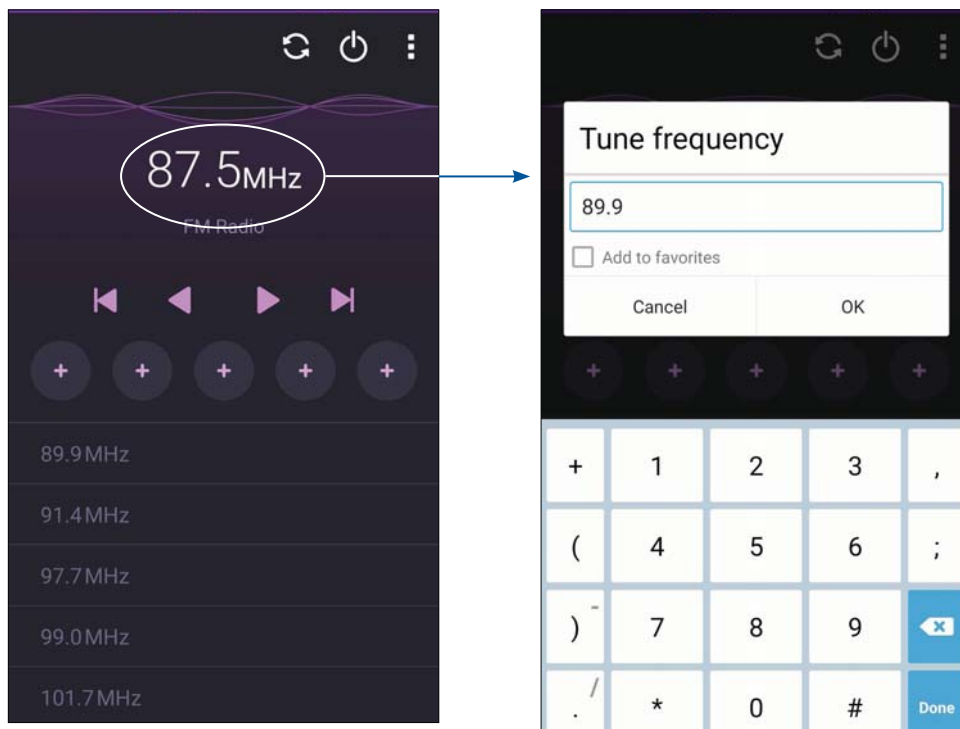 87.5MHz
FM Radio
+ + + + +
89.9MHz
91.4MHz
97.7MHz
99.0MHz
101.7MHz
Tune frequency
89.9
Add to favorites
Cancel OK
+ + + + +
+ 1 2 3 ,
( 4 5 6 ;
) - 7 8 9
. / * 0 # Done